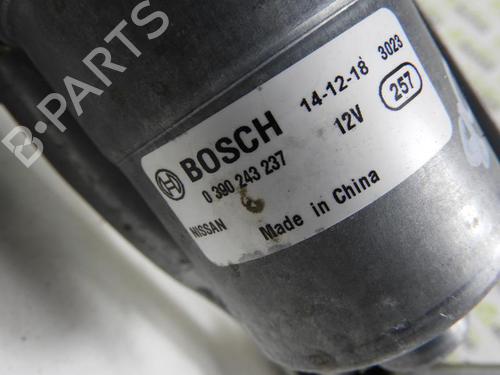 B-PARTS
BOSCH 14-12-18 3023
0 390 243 237 12V 257
NISSAN Made in China